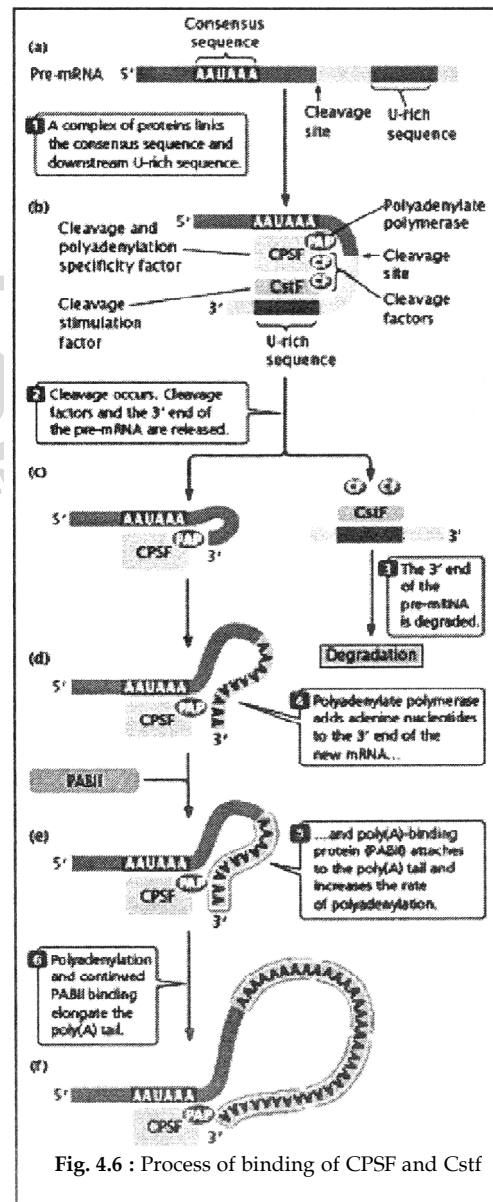 Consensus
sequence
(a)
Pre-mRNA 5' AAUAAA
Cleavage
site
U-rich
sequence
1 A complex of proteins links
the consensus sequence and
downstream U-rich sequence.
(b)
5' AAUAAA
Polyadenylate
polymerase
PAP
Cleavage and
polyadenylation
specificity factor
CPSF
CF
CF
Cleavage
site
Cleavage
stimulation
factor
CstF
Cleavage
factors
3'
U-rich
sequence
2 Cleavage occurs. Cleavage
factors and the 3' end of
the pre-mRNA are released.
(c)
5' AAUAAA
PAP
CPSF 3'
CF CF
CstF
3'
3 The 3' end
of the
pre-mRNA
is degraded.
Degradation
(d)
5' AAUAAA
PAP
CPSF
3'
4 Polyadenylate polymerase
adds adenine nucleotides
to the 3' end of the
new mRNA...
PABII
(e)
5' AAUAAA
PAP
CPSF
3'
5 ...and poly(A)-binding
protein (PABII) attaches
to the poly(A) tail and
increases the rate
of polyadenylation.
6 Polyadenylation
and continued
PABII binding
elongate the
poly(A) tail.
(f)
5' AAUAAA
PAP
CPSF 3'
Fig. 4.6 : Process of binding of CPSF and Cstf